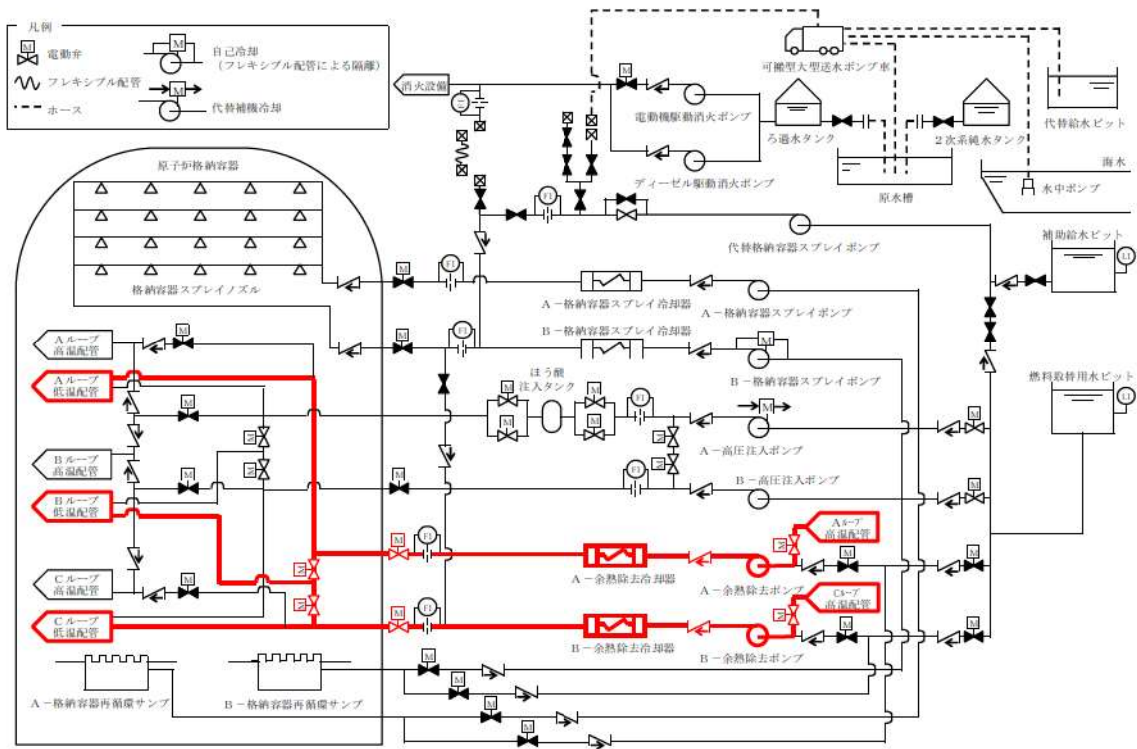 凡例
M
電動弁
フレキシブル配管
ホース
M
自己冷却
(フレキシブル配管による隔離)
M
代替補機冷却
消火設備
M
電動機駆動消火ポンプ
ディーゼル駆動消火ポンプ
可搬型大型送水ポンプ車
ろ過水タンク
2次系純水タンク
原水槽
代替給水ピット
海水
水中ポンプ
原子炉格納容器
格納容器スプレイノズル
FI
代替格納容器スプレイポンプ
補助給水ピット
LI
M
FI
A-格納容器スプレイ冷却器
A-格納容器スプレイポンプ
B-格納容器スプレイ冷却器
M
FI
M
B-格納容器スプレイポンプ
Aループ
高温配管
M
Aループ
低温配管
ほう酸
注入タンク
M
M
M
M
M
FI
M
A-高圧注入ポンプ
M
燃料取替用水ピット
LI
M
M
M
Bループ
高温配管
M
M
FI
B-高圧注入ポンプ
M
Bループ
低温配管
M
FI
A-余熱除去冷却器
A-余熱除去ポンプ
Aループ
高温配管
M
M
M
M
Cループ
高温配管
M
M
Cループ
低温配管
M
M
FI
B-余熱除去冷却器
B-余熱除去ポンプ
Cループ
高温配管
M
M
M
A-格納容器再循環サンプ
B-格納容器再循環サンプ
M
M
M
M